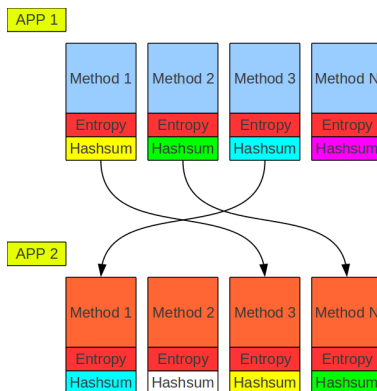 APP 1
Method 1 Method 2 Method 3 Method N
Entropy Entropy Entropy Entropy
Hashsum Hashsum Hashsum Hashsum
APP 2
Method 1 Method 2 Method 3 Method N
Entropy Entropy Entropy Entropy
Hashsum Hashsum Hashsum Hashsum